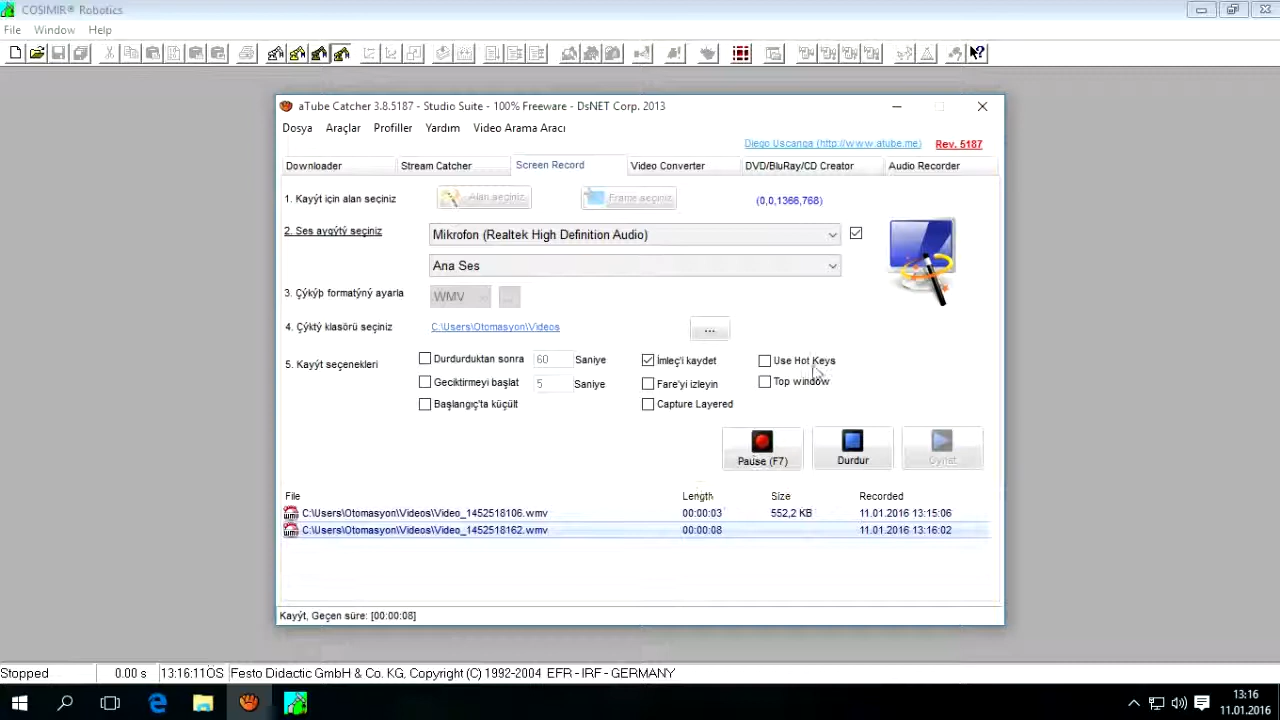 COSIMIR® Robotics
File Window Help
aTube Catcher 3.8.5187 - Studio Suite - 100% Freeware - DsNET Corp. 2013
Dosya Araçlar Profiller Yardım Video Arama Aracı
Diego Uscanga (http://www.atube.me) Rev. 5187
Downloader Stream Catcher Screen Record Video Converter DVD/BluRay/CD Creator Audio Recorder
1. Kayýt için alan seçiniz Alan seçiniz Frame seçiniz (0,0,1366,768)
2. Ses aygýtý seçiniz Mikrofon (Realtek High Definition Audio)
Ana Ses
3. Çýkýþ formatýný ayarla WMV ...
4. Çýktý klasörü seçiniz C:\Users\Otomasyon\Videos ...
5. Kayýt seçenekleri Durdurduktan sonra 60 Saniye İmleç'i kaydet Use Hot Keys
Geciktirmeyi başlat 5 Saniye Fare'yi izleyin Top window
Başlangıç'ta küçült Capture Layered
Pause (F7) Durdur Oynat
File Length Size Recorded
C:\Users\Otomasyon\Videos\Video_1452518106.wmv 00:00:03 552,2 KB 11.01.2016 13:15:06
C:\Users\Otomasyon\Videos\Video_1452518162.wmv 00:00:08 11.01.2016 13:16:02
Kayýt, Geçen süre: [00:00:08]
Stopped 0.00 s 13:16:11ÖS Festo Didactic GmbH & Co. KG, Copyright (C) 1992-2004 EFR - IRF - GERMANY
13:16
11.01.2016